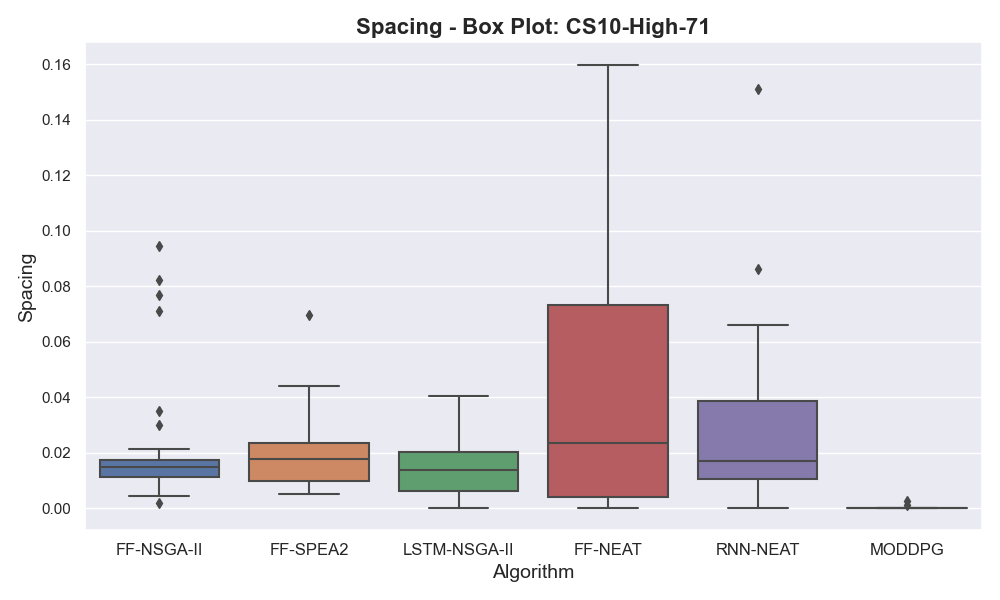 Spacing - Box Plot: CS10-High-71
0.16
0.14
0.12
0.10
0.08
0.06
0.04
0.02
0.00
Spacing
FF-NSGA-II FF-SPEA2 LSTM-NSGA-II FF-NEAT RNN-NEAT MODDPG
Algorithm